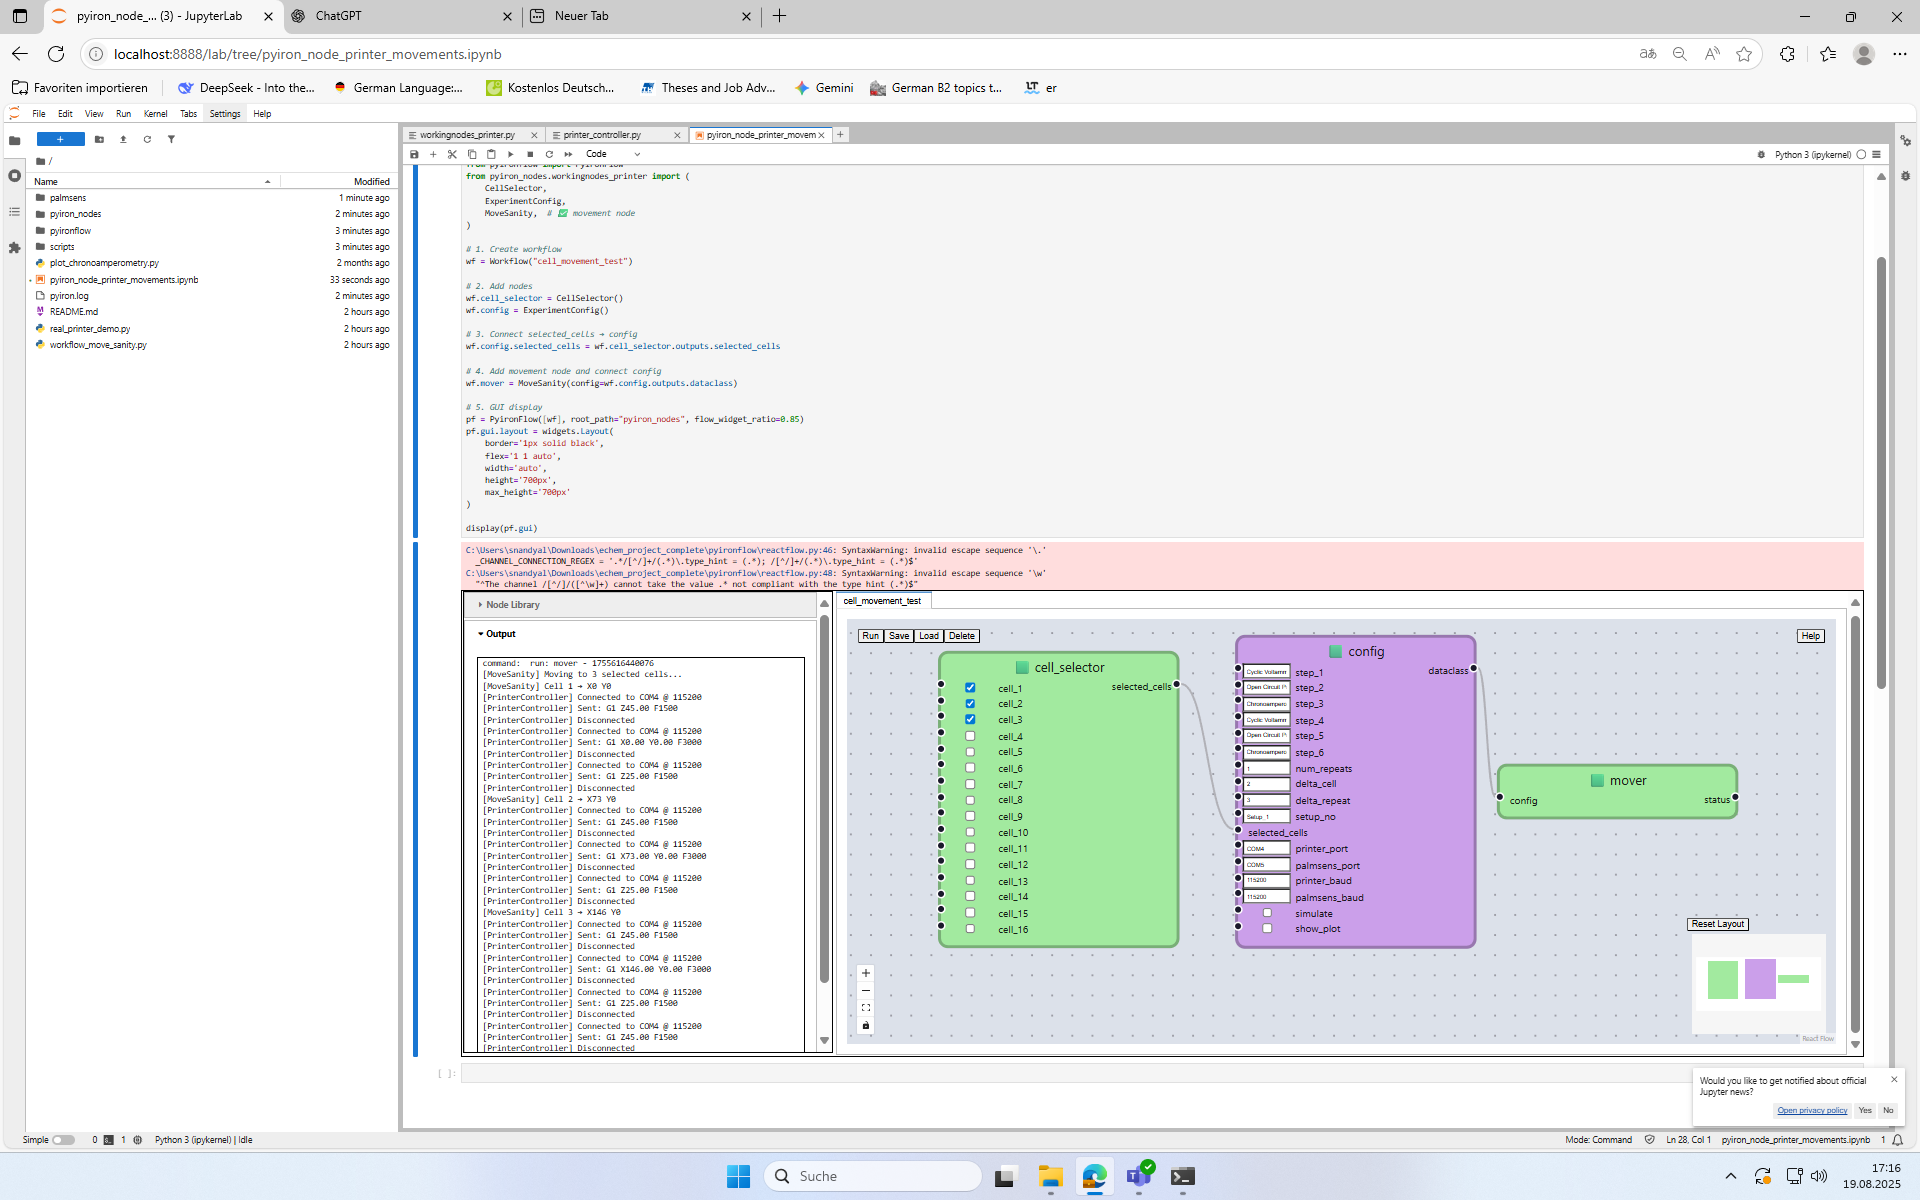 pyiron_node_... (3) - JupyterLab
ChatGPT
Neuer Tab
localhost:8888/lab/tree/pyiron_node_printer_movements.ipynb
Favoriten importieren
DeepSeek - Into the...
German Language:...
Kostenlos Deutsch...
Theses and Job Adv...
Gemini
German B2 topics t...
er
File Edit View Run Kernel Tabs Settings Help
workingnodes_printer.py
printer_controller.py
pyiron_node_printer_movem
Code
Python 3 (ipykernel)
/
Name Modified
palmsens 1 minute ago
pyiron_nodes 2 minutes ago
pyironflow 3 minutes ago
scripts 3 minutes ago
plot_chronoamperometry.py 2 months ago
pyiron_node_printer_movements.ipynb 33 seconds ago
pyiron.log 2 minutes ago
README.md 2 hours ago
real_printer_demo.py 2 hours ago
workflow_move_sanity.py 2 hours ago
from pyironflow import PyironFlow
from pyiron_nodes.workingnodes_printer import (
CellSelector,
ExperimentConfig,
MoveSanity,  # ✅ movement node
)
# 1. Create workflow
wf = Workflow("cell_movement_test")
# 2. Add nodes
wf.cell_selector = CellSelector()
wf.config = ExperimentConfig()
# 3. Connect selected_cells → config
wf.config.selected_cells = wf.cell_selector.outputs.selected_cells
# 4. Add movement node and connect config
wf.mover = MoveSanity(config=wf.config.outputs.dataclass)
# 5. GUI display
pf = PyironFlow([wf], root_path="pyiron_nodes", flow_widget_ratio=0.85)
pf.gui.layout = widgets.Layout(
border='1px solid black',
flex='1 1 auto',
width='auto',
height='700px',
max_height='700px'
)
display(pf.gui)
C:\Users\snandyal\Downloads\echem_project_complete\pyironflow\reactflow.py:46: SyntaxWarning: invalid escape sequence '\.'
_CHANNEL_CONNECTION_REGEX = '.*/[^/]+/(.*)\.type_hint = (.*); /[^/]+/(.*)\.type_hint = (.*)$'
C:\Users\snandyal\Downloads\echem_project_complete\pyironflow\reactflow.py:48: SyntaxWarning: invalid escape sequence '\w'
"^The channel /[^/]/([^\w]+) cannot take the value .* not compliant with the type hint (.*)$"
Node Library
Output
command:  run: mover - 1755616440076
[MoveSanity] Moving to 3 selected cells...
[MoveSanity] Cell 1 → X0 Y0
[PrinterController] Connected to COM4 @ 115200
[PrinterController] Sent: G1 Z45.00 F1500
[PrinterController] Disconnected
[PrinterController] Connected to COM4 @ 115200
[PrinterController] Sent: G1 X0.00 Y0.00 F3000
[PrinterController] Disconnected
[PrinterController] Connected to COM4 @ 115200
[PrinterController] Sent: G1 Z25.00 F1500
[PrinterController] Disconnected
[MoveSanity] Cell 2 → X73 Y0
[PrinterController] Connected to COM4 @ 115200
[PrinterController] Sent: G1 Z45.00 F1500
[PrinterController] Disconnected
[PrinterController] Connected to COM4 @ 115200
[PrinterController] Sent: G1 X73.00 Y0.00 F3000
[PrinterController] Disconnected
[PrinterController] Connected to COM4 @ 115200
[PrinterController] Sent: G1 Z25.00 F1500
[PrinterController] Disconnected
[MoveSanity] Cell 3 → X146 Y0
[PrinterController] Connected to COM4 @ 115200
[PrinterController] Sent: G1 Z45.00 F1500
[PrinterController] Disconnected
[PrinterController] Connected to COM4 @ 115200
[PrinterController] Sent: G1 X146.00 Y0.00 F3000
[PrinterController] Disconnected
[PrinterController] Connected to COM4 @ 115200
[PrinterController] Sent: G1 Z25.00 F1500
[PrinterController] Disconnected
[PrinterController] Connected to COM4 @ 115200
[PrinterController] Sent: G1 Z45.00 F1500
[PrinterController] Disconnected
cell_movement_test
Run Save Load Delete
Help
cell_selector
selected_cells
cell_1
cell_2
cell_3
cell_4
cell_5
cell_6
cell_7
cell_8
cell_9
cell_10
cell_11
cell_12
cell_13
cell_14
cell_15
cell_16
config
dataclass
Cyclic Voltamm step_1
Open Circuit P step_2
Chronoamperc step_3
Cyclic Voltamm step_4
Open Circuit P step_5
Chronoamperc step_6
1 num_repeats
2 delta_cell
3 delta_repeat
Setup_1 setup_no
selected_cells
COM4 printer_port
COM5 palmsens_port
115200 printer_baud
115200 palmsens_baud
simulate
show_plot
mover
config status
Reset Layout
React Flow
[ ]:
Would you like to get notified about official
Jupyter news?
Open privacy policy Yes No
Simple 0 1 Python 3 (ipykernel) | Idle
Mode: Command Ln 28, Col 1 pyiron_node_printer_movements.ipynb 1
Suche
17:16
19.08.2025